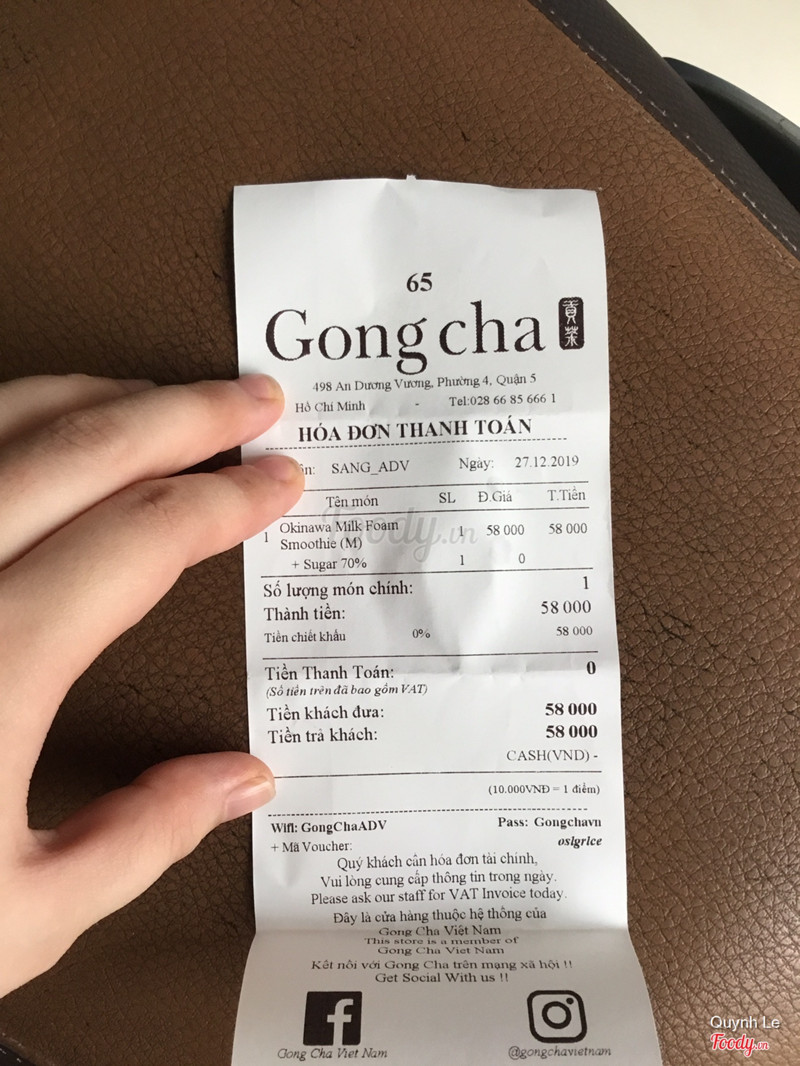 65
Gong cha 貢茶
498 An Dương Vương, Phường 4, Quận 5
Hồ Chí Minh - Tel:028 66 85 666 1
HÓA ĐƠN THANH TOÁN
SANG_ADV Ngày: 27.12.2019
Tên món SL Đ.Giá T.Tiền
1 Okinawa Milk Foam Smoothie (M) 1 58 000 58 000
+ Sugar 70% 1 0
Số lượng món chính: 1
Thành tiền: 58 000
Tiền chiết khấu 0% 58 000
Tiền Thanh Toán: 0
(Số tiền trên đã bao gồm VAT)
Tiền khách đưa: 58 000
Tiền trả khách: 58 000
CASH(VND) -
(10.000VNĐ = 1 điểm)
Wifi: GongChaADV Pass: Gongchavn
+ Mã Voucher: oslgrlce
Quý khách cần hóa đơn tài chính,
Vui lòng cung cấp thông tin trong ngày.
Please ask our staff for VAT Invoice today.
Đây là cửa hàng thuộc hệ thống của
Gong Cha Việt Nam
This store is a member of
Gong Cha Viet Nam
Kết nối với Gong Cha trên mạng xã hội !!
Get Social With us !!
Gong Cha Viet Nam @gongchavietnam
Foody.vn
Quynh Le
Foody.vn